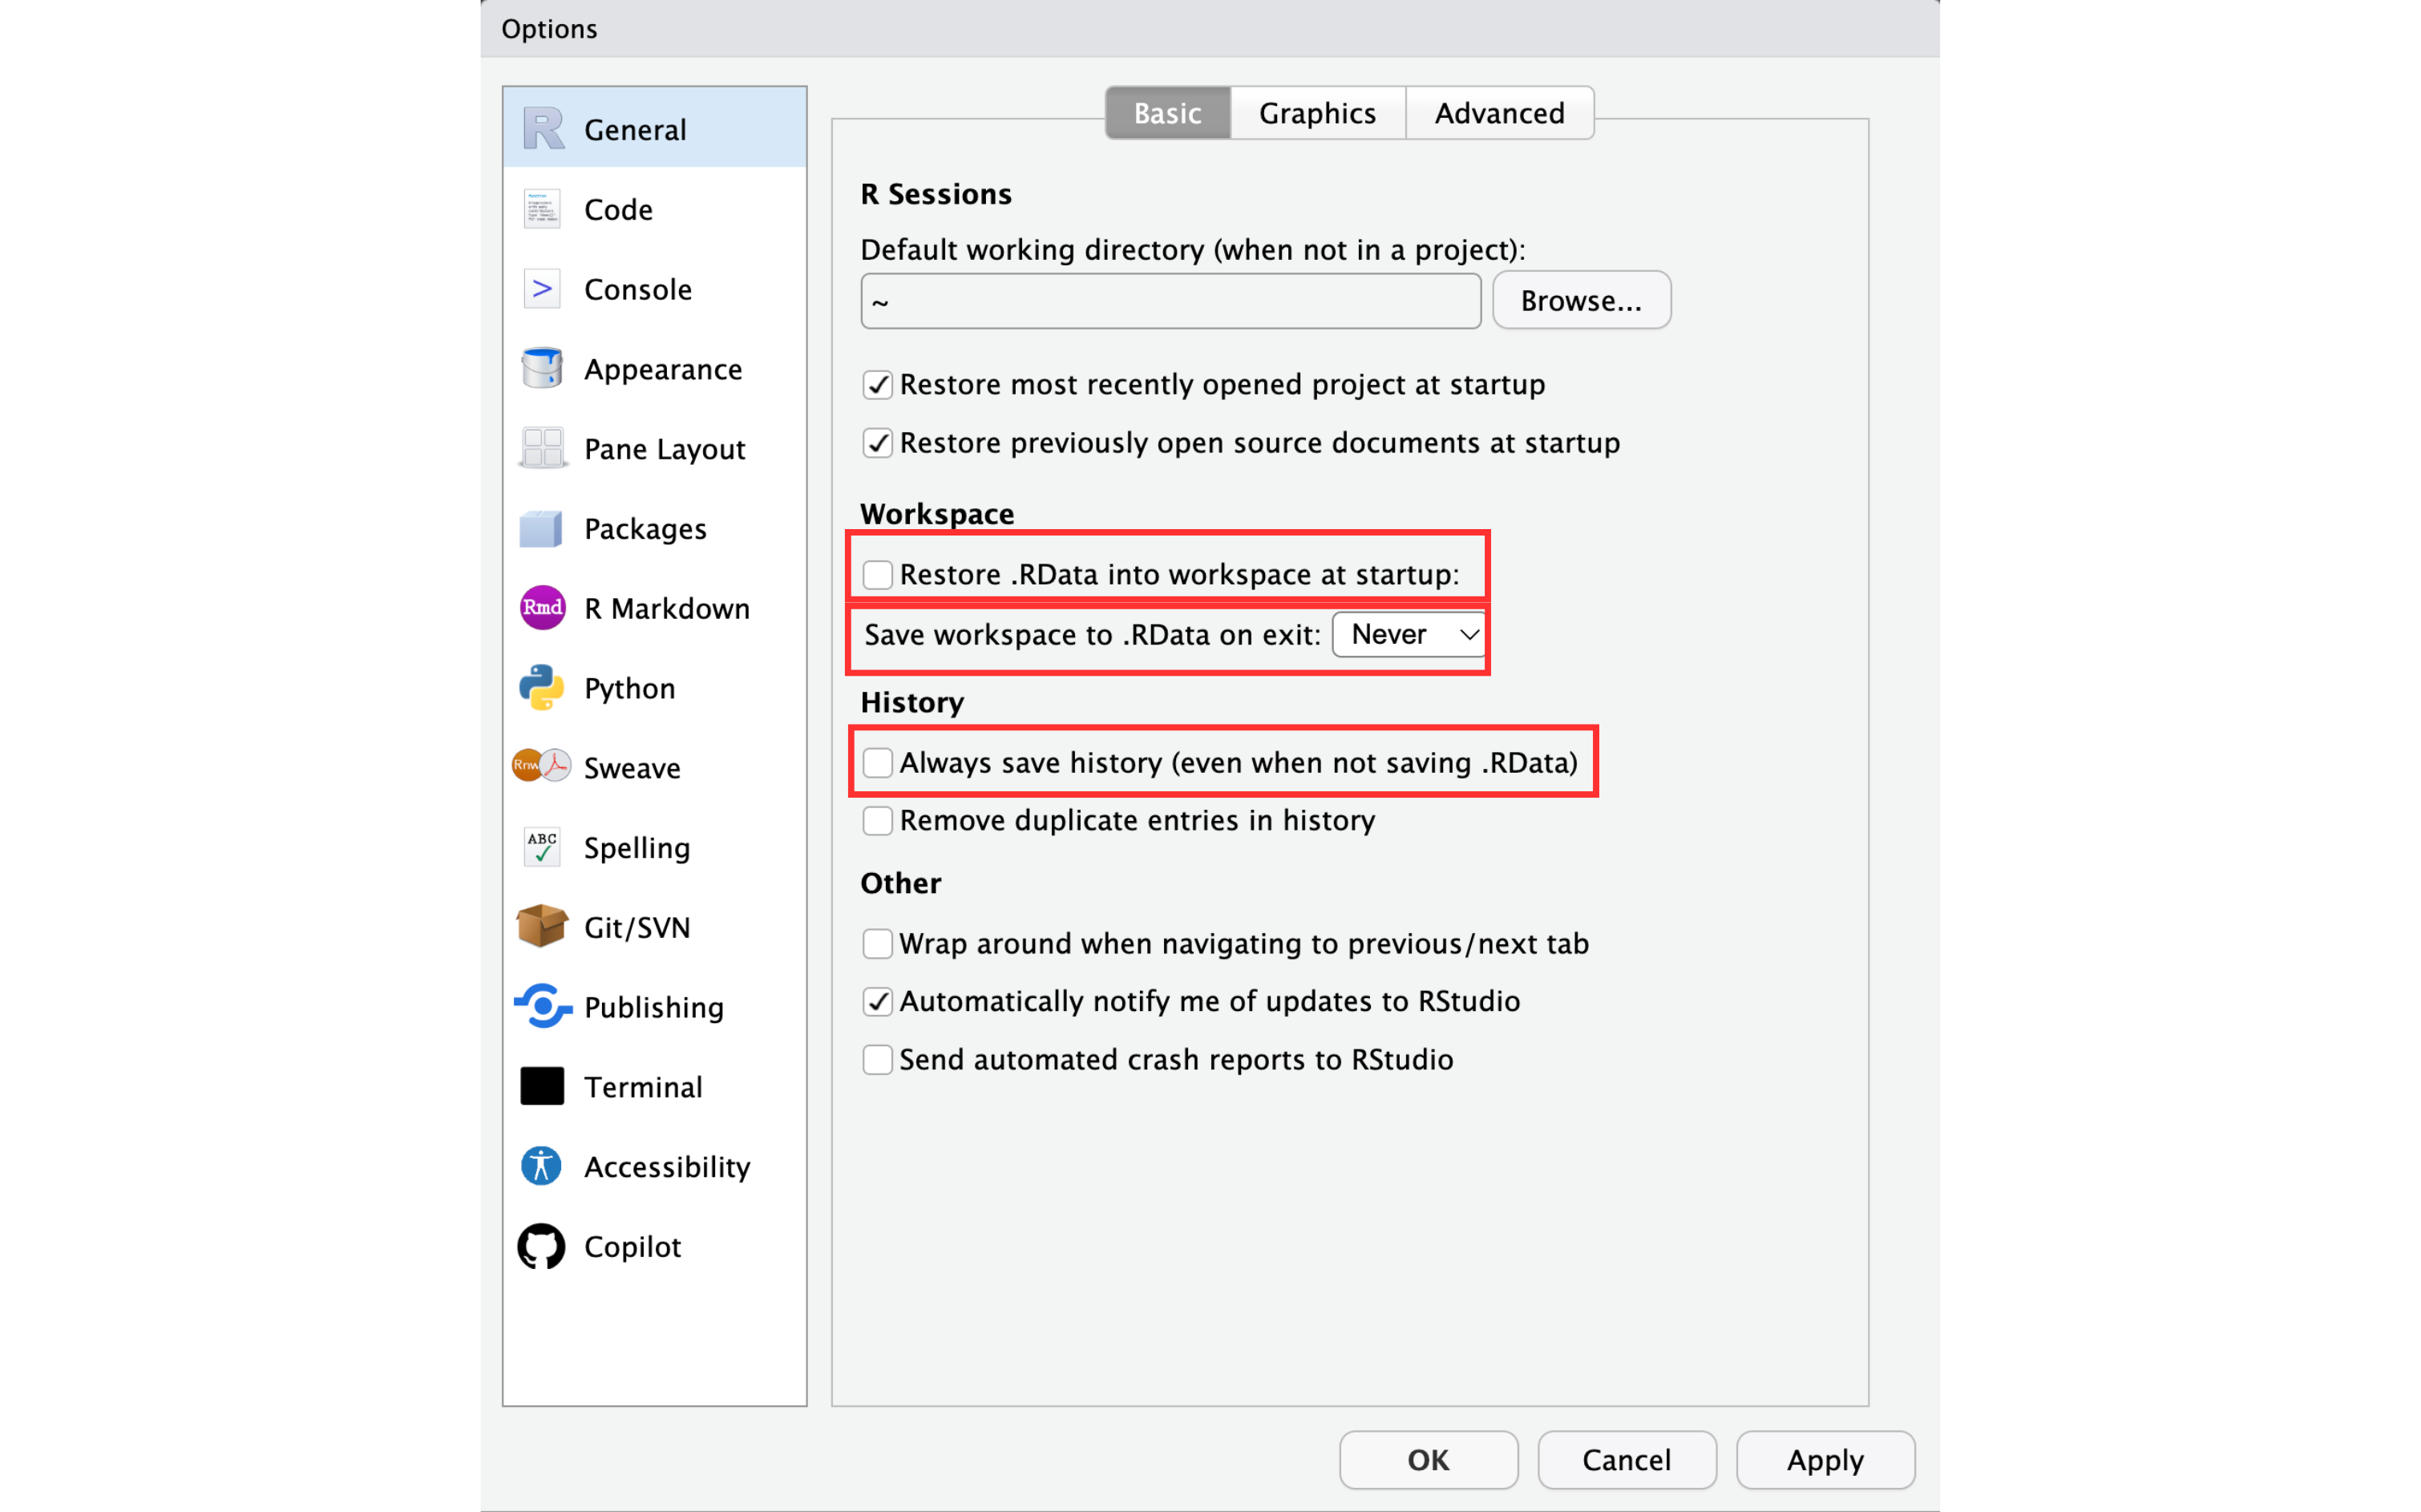 Options
General
Code
>
Console
Appearance
Pane Layout
Packages
Rmd
R Markdown
Python
Rnw
Sweave
ABC
Spelling
Git/SVN
Publishing
Terminal
Accessibility
Copilot
Basic
Graphics
Advanced
R Sessions
Default working directory (when not in a project):
~
Browse...
Restore most recently opened project at startup
Restore previously open source documents at startup
Workspace
Restore .RData into workspace at startup:
Save workspace to .RData on exit: Never
History
Always save history (even when not saving .RData)
Remove duplicate entries in history
Other
Wrap around when navigating to previous/next tab
Automatically notify me of updates to RStudio
Send automated crash reports to RStudio
OK
Cancel
Apply